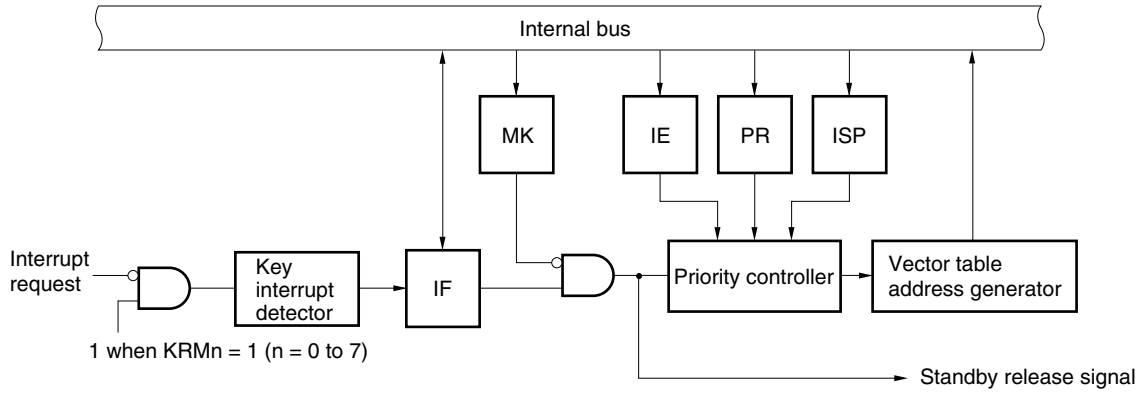 Internal bus
MK
IE
PR
ISP
Interrupt
request
Key
interrupt
detector
IF
Priority controller
Vector table
address generator
1 when KRMn = 1 (n = 0 to 7)
Standby release signal